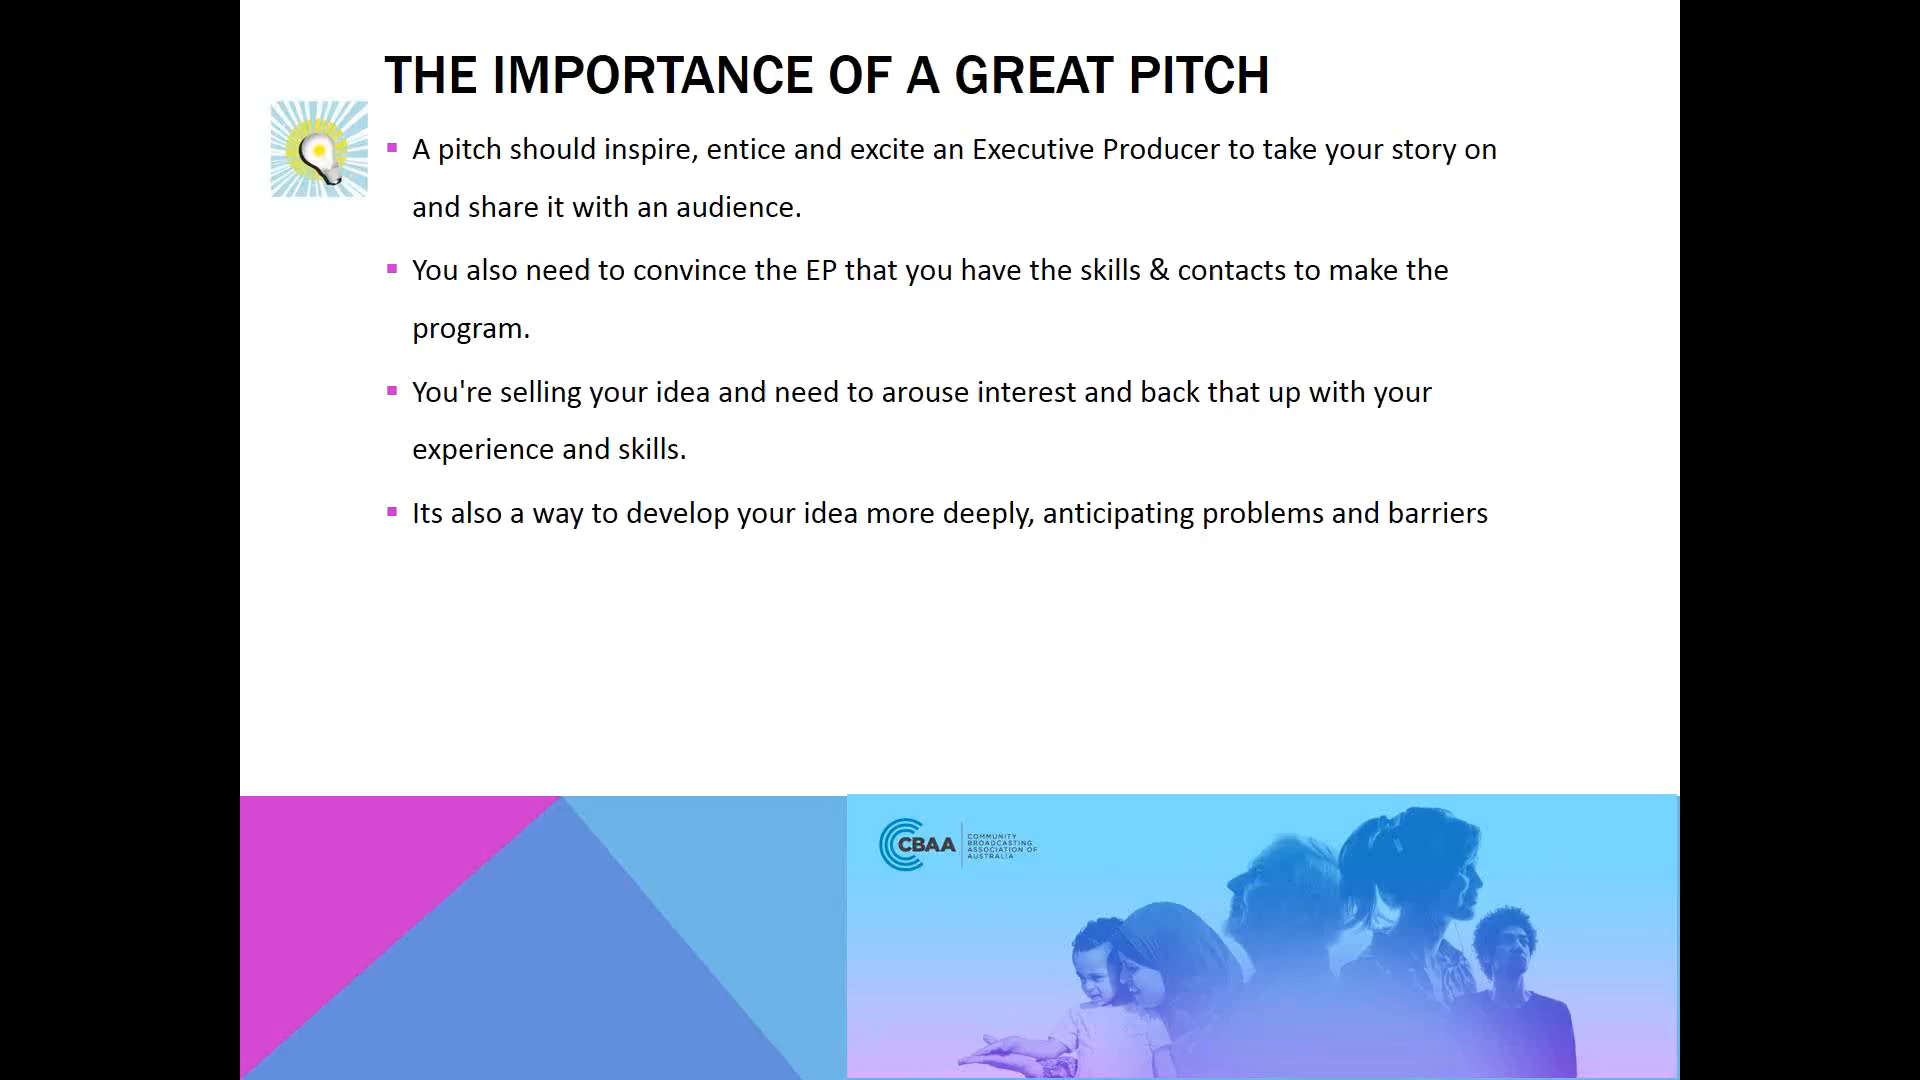 THE IMPORTANCE OF A GREAT PITCH
A pitch should inspire, entice and excite an Executive Producer to take your story on
and share it with an audience.
You also need to convince the EP that you have the skills & contacts to make the
program.
You're selling your idea and need to arouse interest and back that up with your
experience and skills.
Its also a way to develop your idea more deeply, anticipating problems and barriers
CBAA
COMMUNITY
BROADCASTING
ASSOCIATION OF
AUSTRALIA